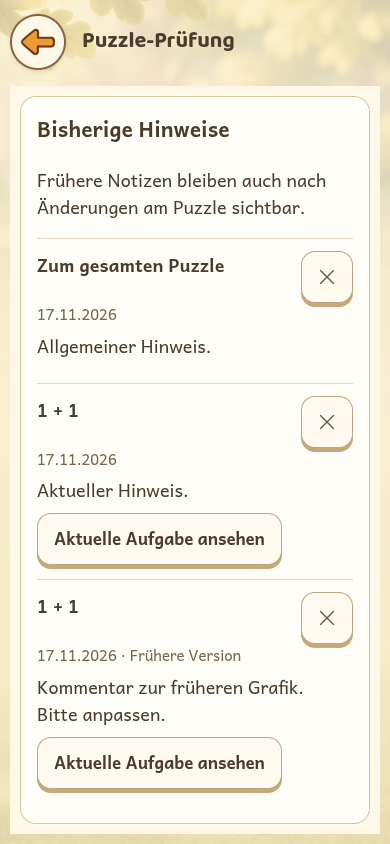 Puzzle-Prüfung
Bisherige Hinweise
Frühere Notizen bleiben auch nach
Änderungen am Puzzle sichtbar.
Zum gesamten Puzzle
17.11.2026
Allgemeiner Hinweis.
1 + 1
17.11.2026
Aktueller Hinweis.
Aktuelle Aufgabe ansehen
1 + 1
17.11.2026 · Frühere Version
Kommentar zur früheren Grafik.
Bitte anpassen.
Aktuelle Aufgabe ansehen